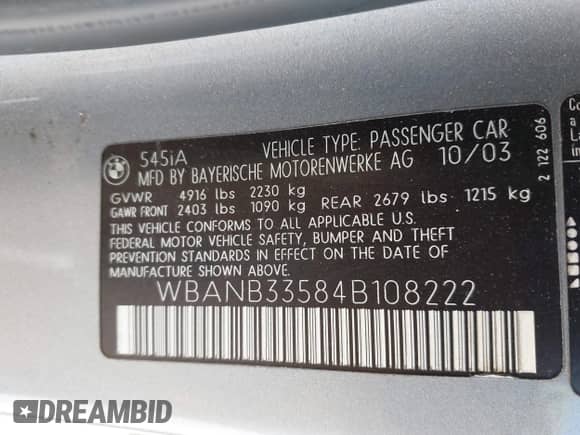 BMW
545iA
VEHICLE TYPE: PASSENGER CAR
MFD BY BAYERISCHE MOTORENWERKE AG 10/03
GVWR 4916 lbs 2230 kg
GAWR FRONT 2403 lbs 1090 kg REAR 2679 lbs 1215 kg
THIS VEHICLE CONFORMS TO ALL APPLICABLE U.S.
FEDERAL MOTOR VEHICLE SAFETY, BUMPER AND THEFT
PREVENTION STANDARDS IN EFFECT ON THE DATE OF
MANUFACTURE SHOWN ABOVE.
WBANB33584B108222
2 122 606
DREAMBID